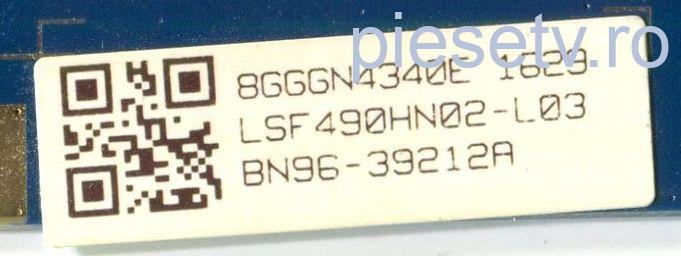 piesetv.ro
8GGGN4340E 1629
LSF490HN02-L03
BN96-39212A